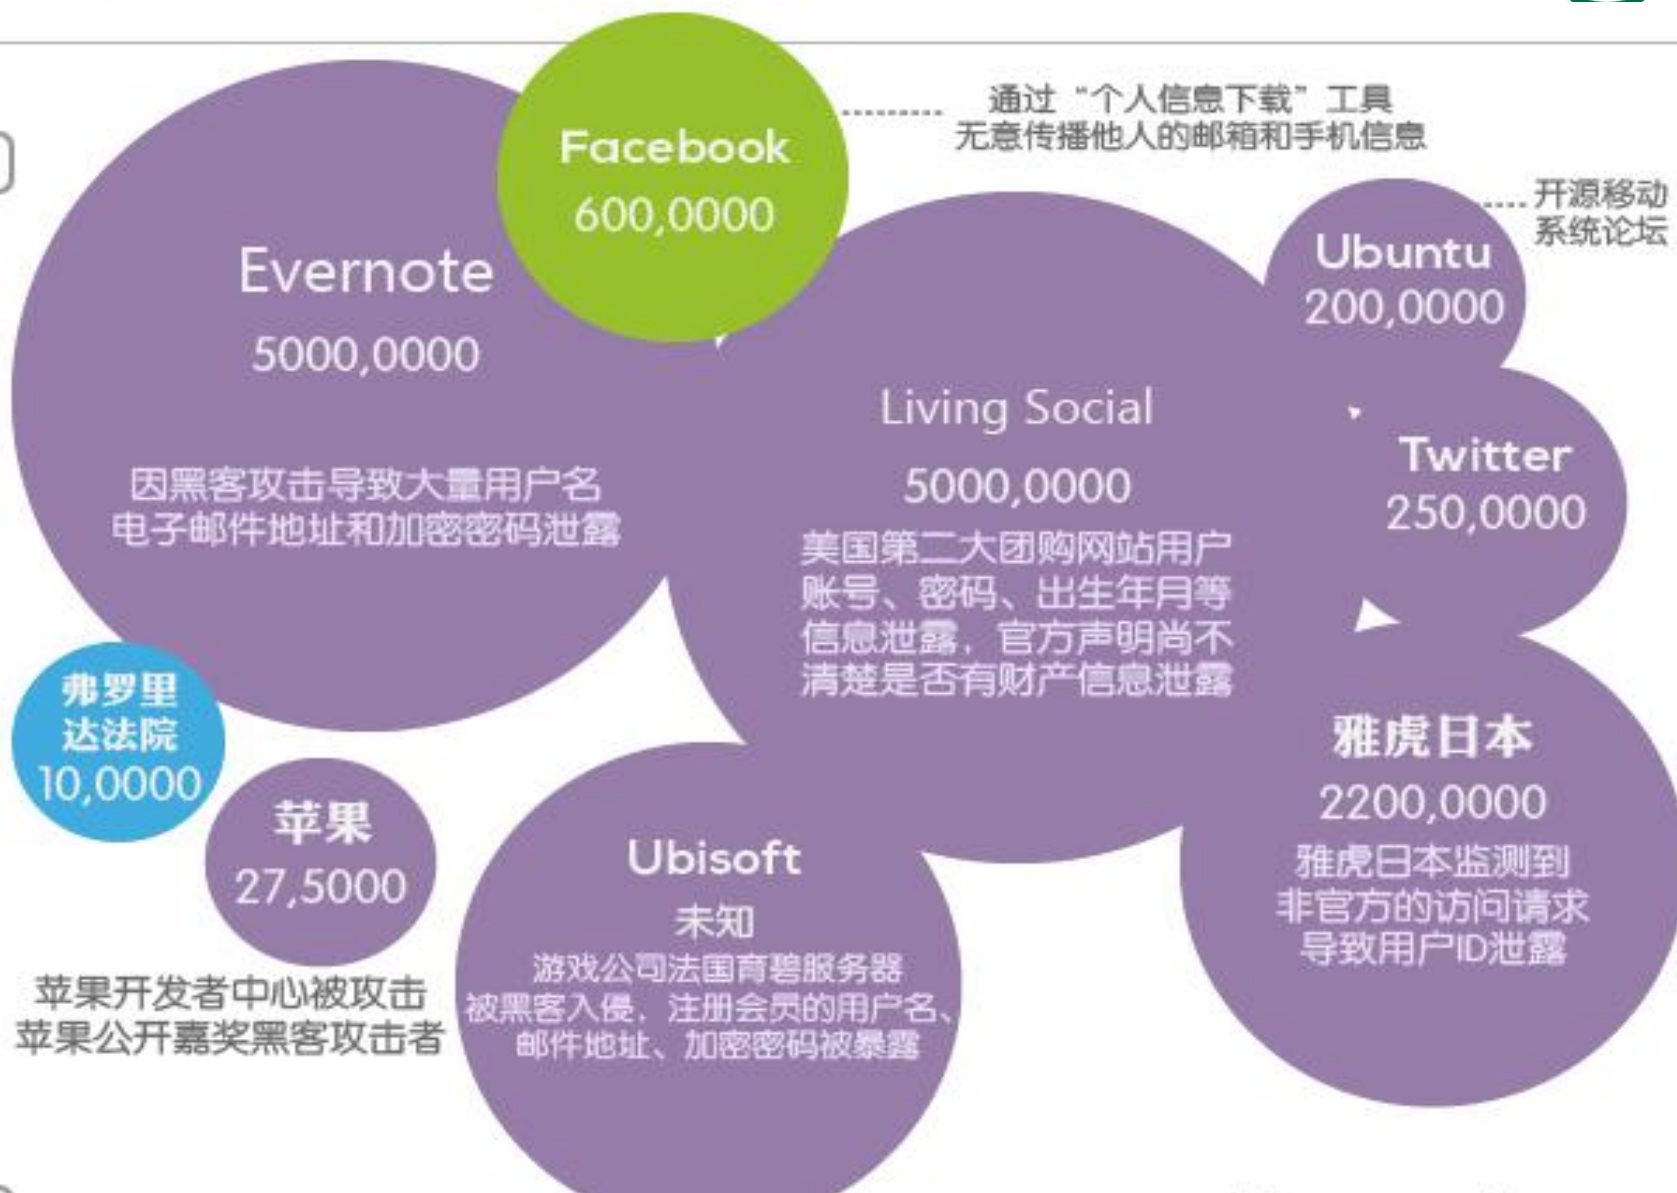 Facebook
600,0000
通过“个人信息下载”工具
无意传播他人的邮箱和手机信息
Evernote
5000,0000
因黑客攻击导致大量用户名
电子邮件地址和加密密码泄露
Ubuntu
200,0000
开源移动
系统论坛
Living Social
5000,0000
美国第二大团购网站用户
账号、密码、出生年月等
信息泄露，官方声明尚不
清楚是否有财产信息泄露
Twitter
250,0000
弗罗里
达法院
10,0000
苹果
27,5000
苹果开发者中心被攻击
苹果公开嘉奖黑客攻击者
Ubisoft
未知
游戏公司法国育碧服务器
被黑客入侵，注册会员的用户名、
邮件地址、加密密码被暴露
雅虎日本
2200,0000
雅虎日本监测到
非官方的访问请求
导致用户ID泄露